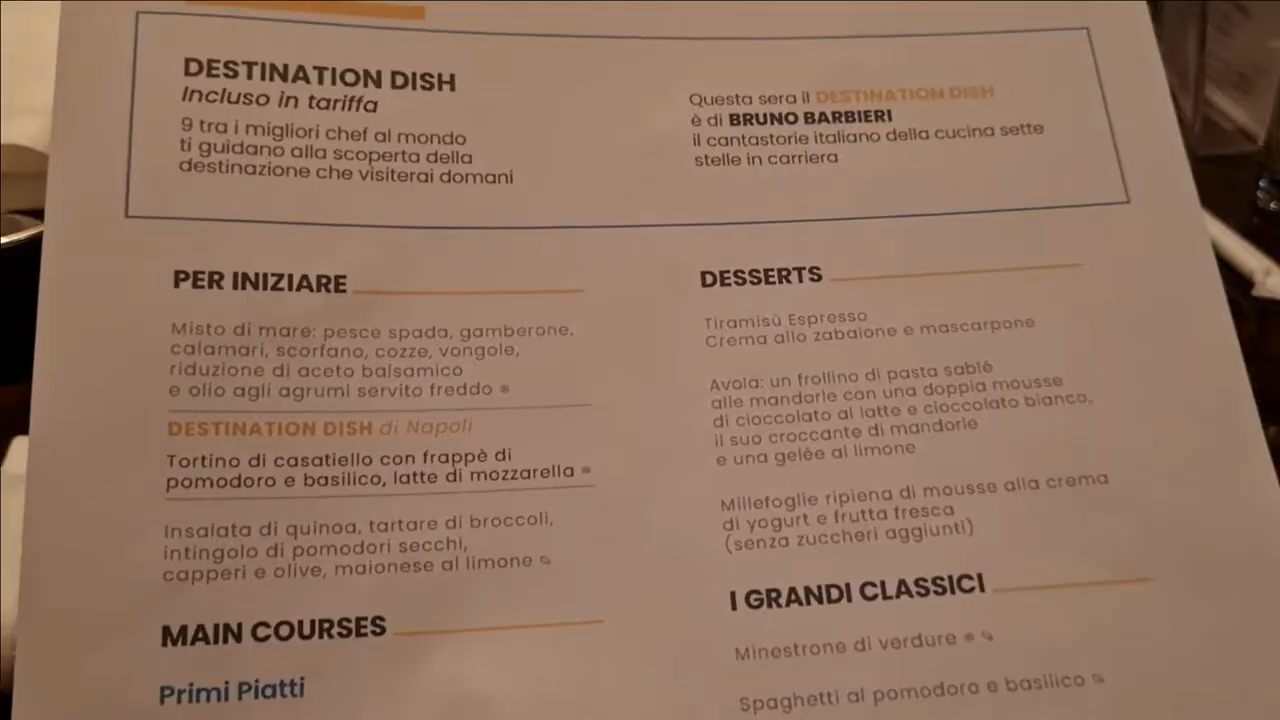 DESTINATION DISH
Incluso in tariffa
9 tra i migliori chef al mondo
ti guidano alla scoperta della
destinazione che visiterai domani
Questa sera il DESTINATION DISH
è di BRUNO BARBIERI
il cantastorie italiano della cucina sette
stelle in carriera
PER INIZIARE
Misto di mare: pesce spada, gamberone,
calamari, scorfano, cozze, vongole,
riduzione di aceto balsamico
e olio agli agrumi servito freddo
DESTINATION DISH di Napoli
Tortino di casatiello con frappè di
pomodoro e basilico, latte di mozzarella
Insalata di quinoa, tartare di broccoli,
intingolo di pomodori secchi,
capperi e olive, maionese al limone
MAIN COURSES
Primi Piatti
DESSERTS
Tiramisù Espresso
Crema allo zabaione e mascarpone
Avola: un frollino di pasta sablé
alle mandorle con una doppia mousse
di cioccolato al latte e cioccolato bianco,
il suo croccante di mandorle
e una gelée al limone
Millefoglie ripiena di mousse alla crema
di yogurt e frutta fresca
(senza zuccheri aggiunti)
I GRANDI CLASSICI
Minestrone di verdure
Spaghetti al pomodoro e basilico